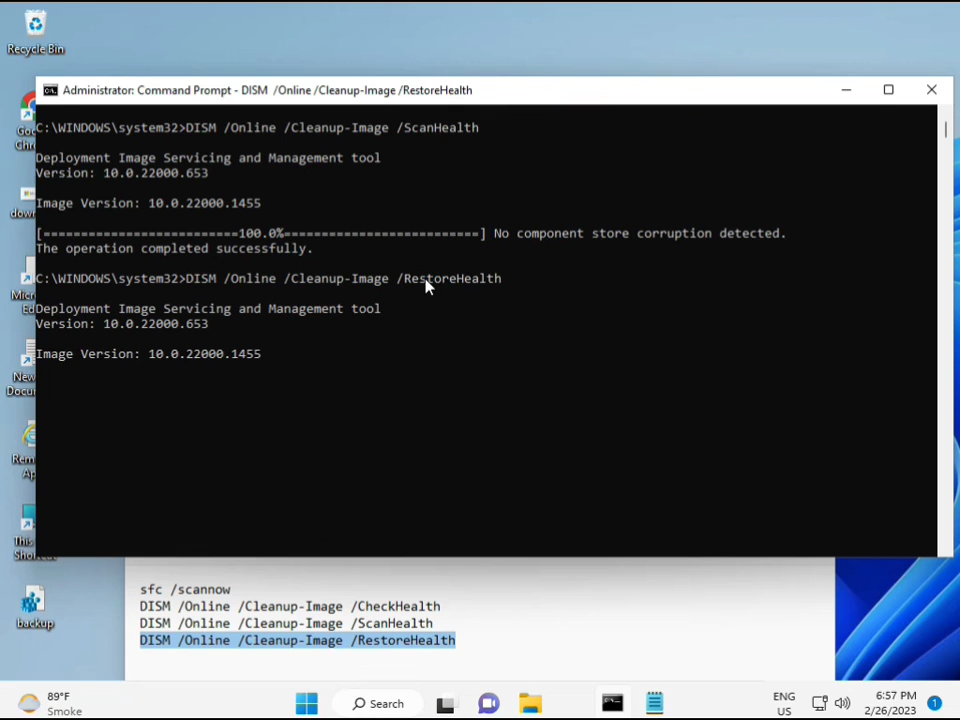 Recycle Bin
Administrator: Command Prompt - DISM /Online /Cleanup-Image /RestoreHealth
C:\WINDOWS\system32>DISM /Online /Cleanup-Image /ScanHealth
Deployment Image Servicing and Management tool
Version: 10.0.22000.653
Image Version: 10.0.22000.1455
[==========================100.0%==========================] No component store corruption detected.
The operation completed successfully.
C:\WINDOWS\system32>DISM /Online /Cleanup-Image /RestoreHealth
Deployment Image Servicing and Management tool
Version: 10.0.22000.653
Image Version: 10.0.22000.1455
sfc /scannow
DISM /Online /Cleanup-Image /CheckHealth
DISM /Online /Cleanup-Image /ScanHealth
DISM /Online /Cleanup-Image /RestoreHealth
backup
89°F
Smoke
Search
ENG
US
6:57 PM
2/26/2023
1